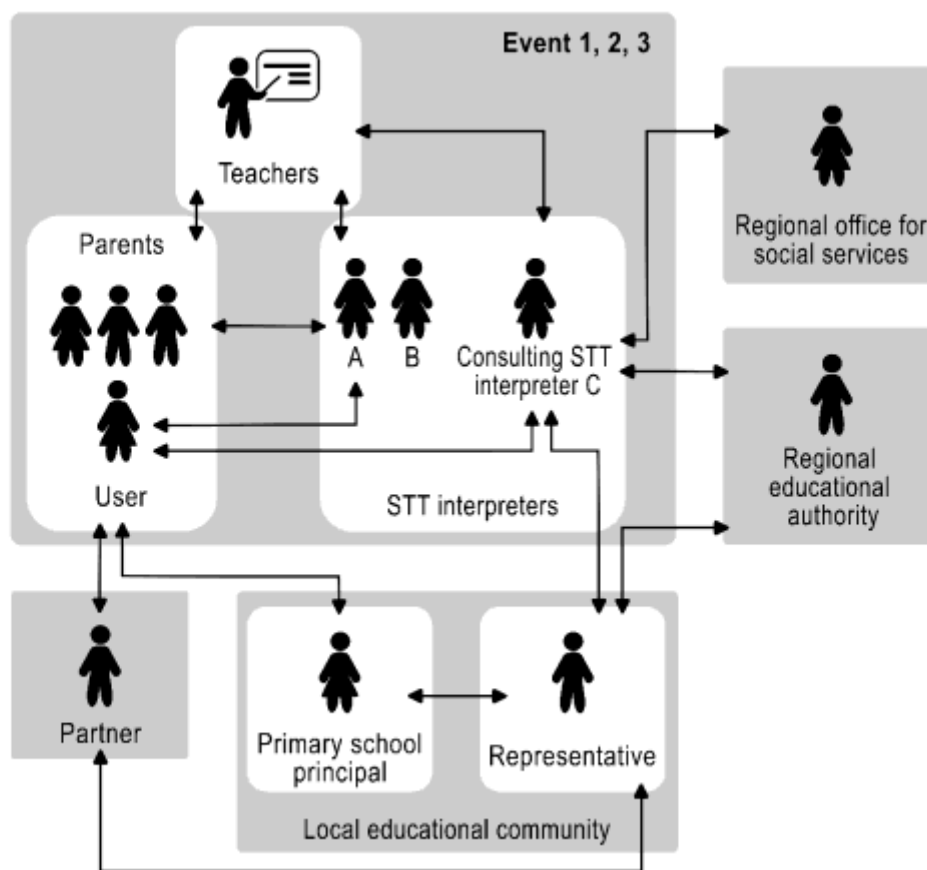 Event 1, 2, 3
Teachers
Parents
A
B
Consulting STT
interpreter C
User
STT interpreters
Regional office for
social services
Regional
educational
authority
Partner
Primary school
principal
Representative
Local educational community